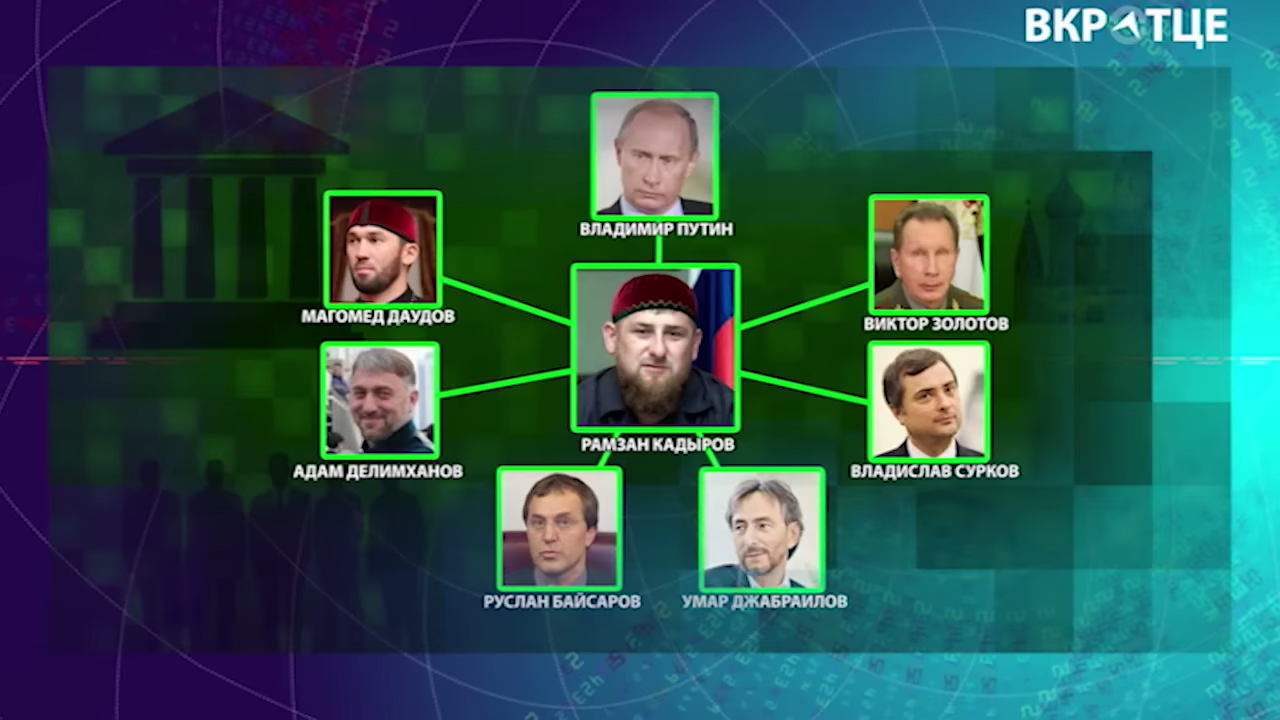 ВКРАТЦЕ
ВЛАДИМИР ПУТИН
МАГОМЕД ДАУДОВ
ВИКТОР ЗОЛОТОВ
РАМЗАН КАДЫРОВ
АДАМ ДЕЛИМХАНОВ
ВЛАДИСЛАВ СУРКОВ
РУСЛАН БАЙСАРОВ
УМАР ДЖАБРАИЛОВ